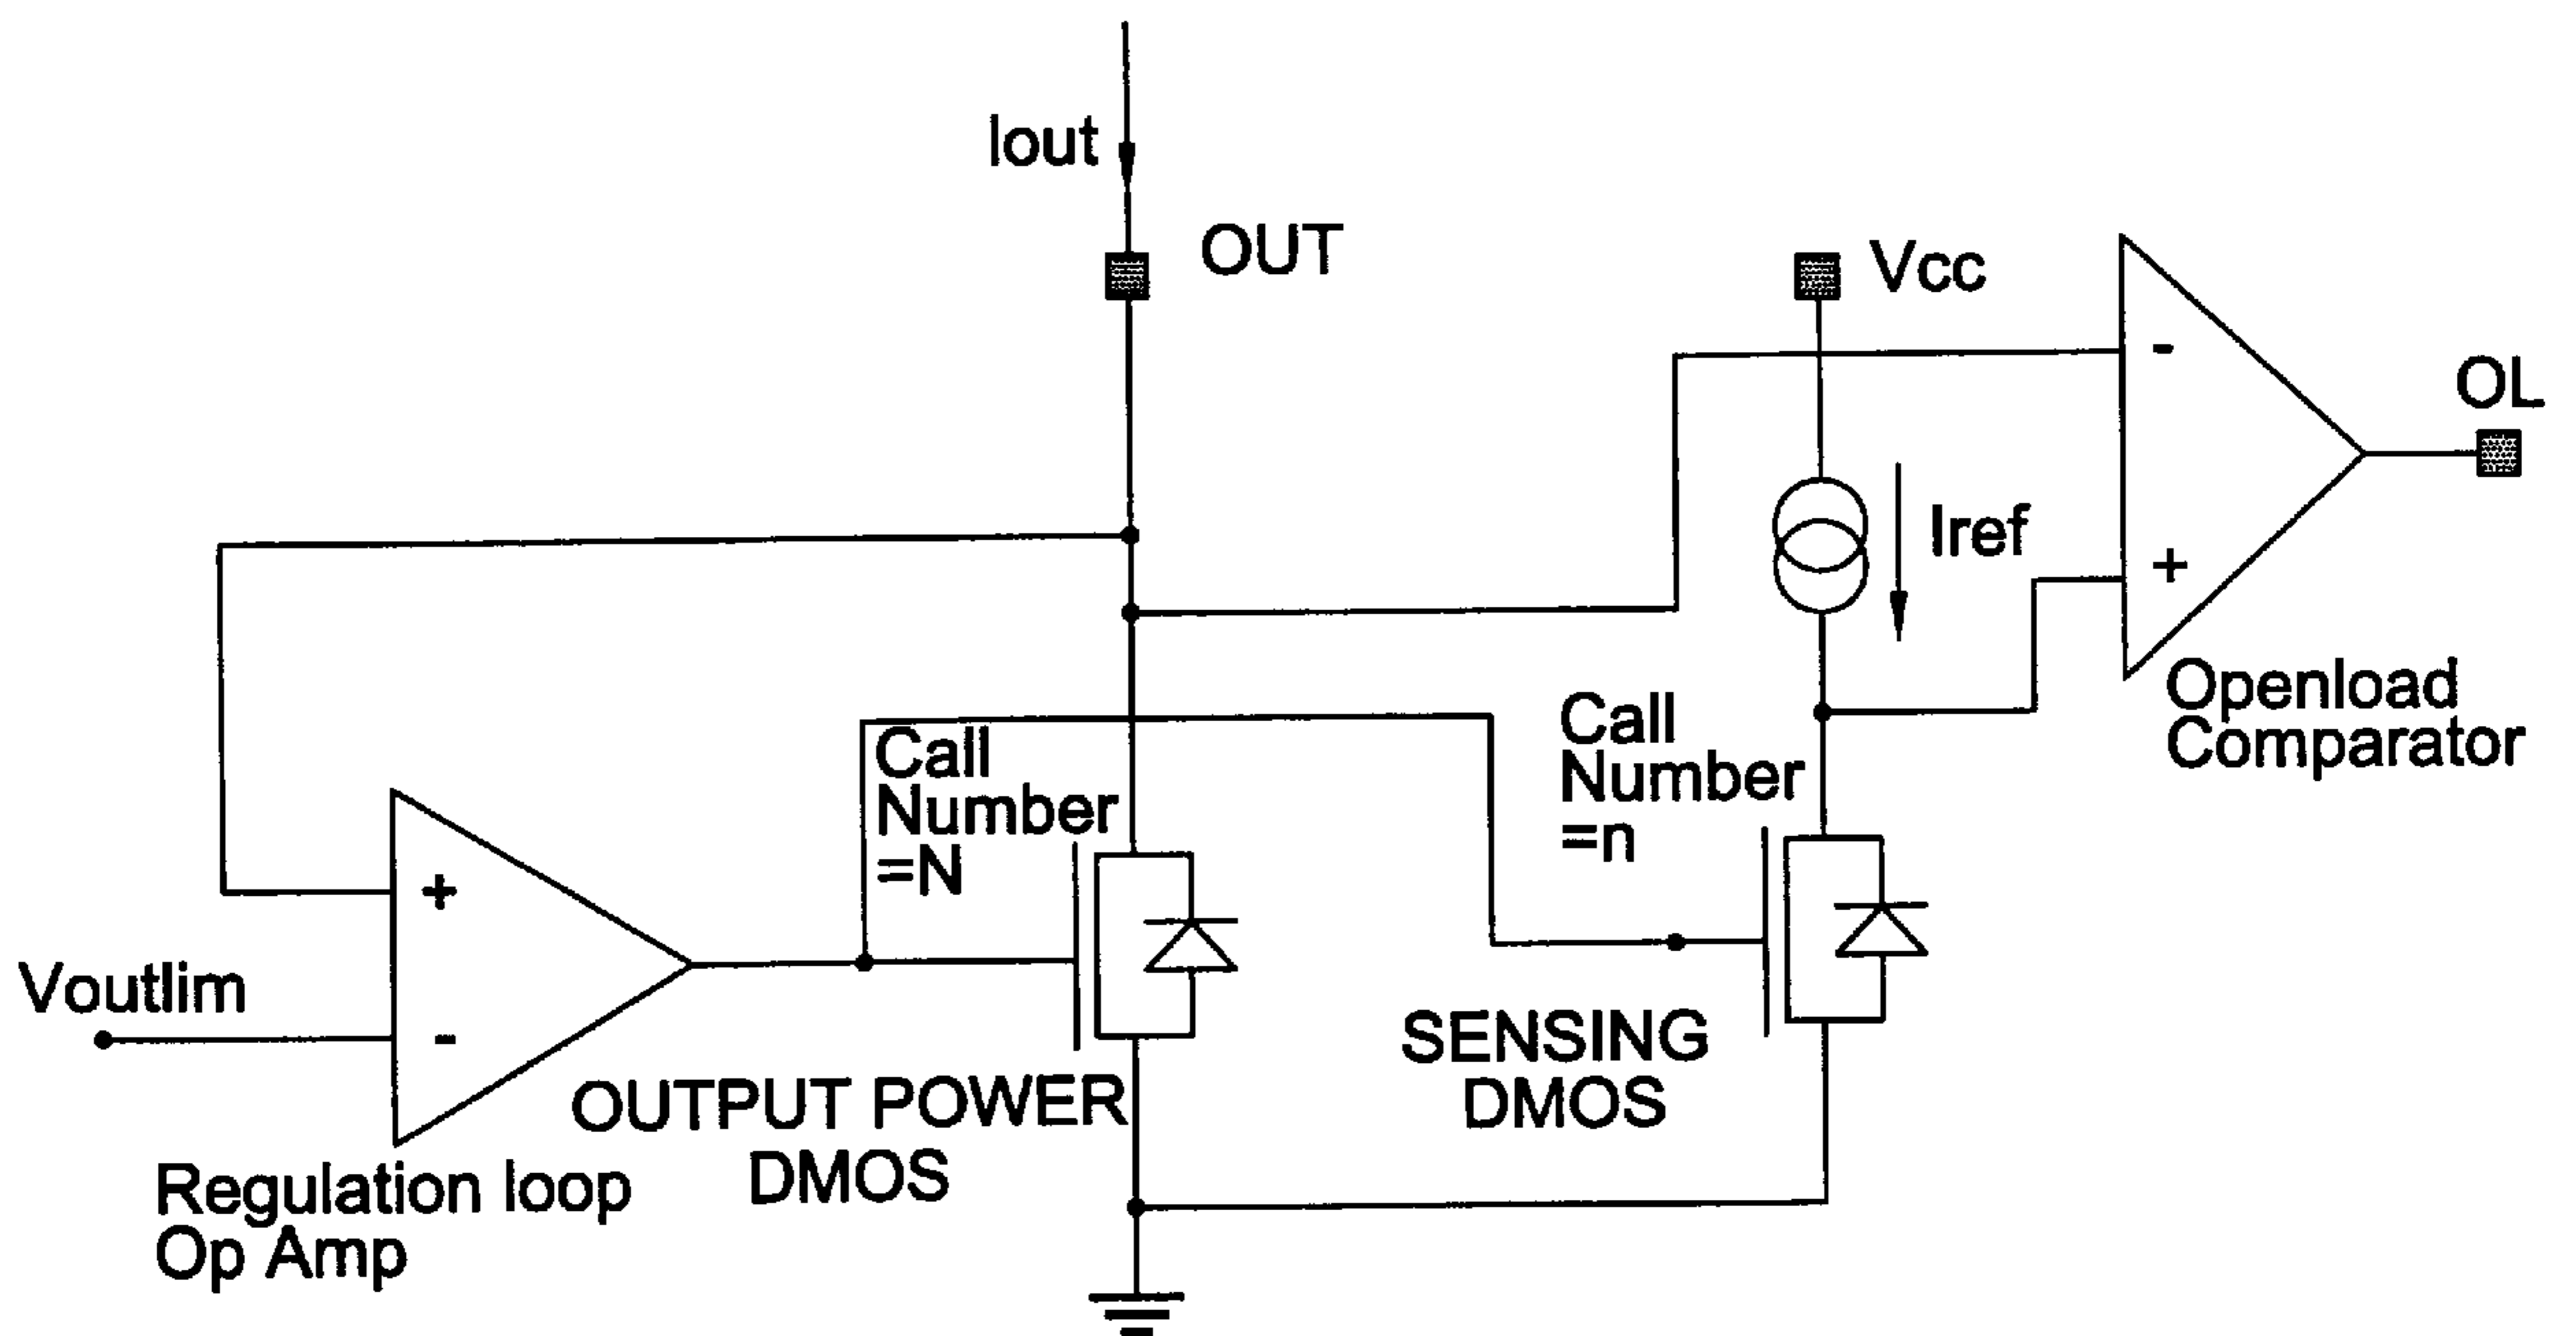 Iout
OUT
Vcc
-
OL
Iref
+
Openload
Comparator
Call
Number
=N
Call
Number
=n
+
Voutlim
-
SENSING
DMOS
OUTPUT POWER
DMOS
Regulation loop
Op Amp